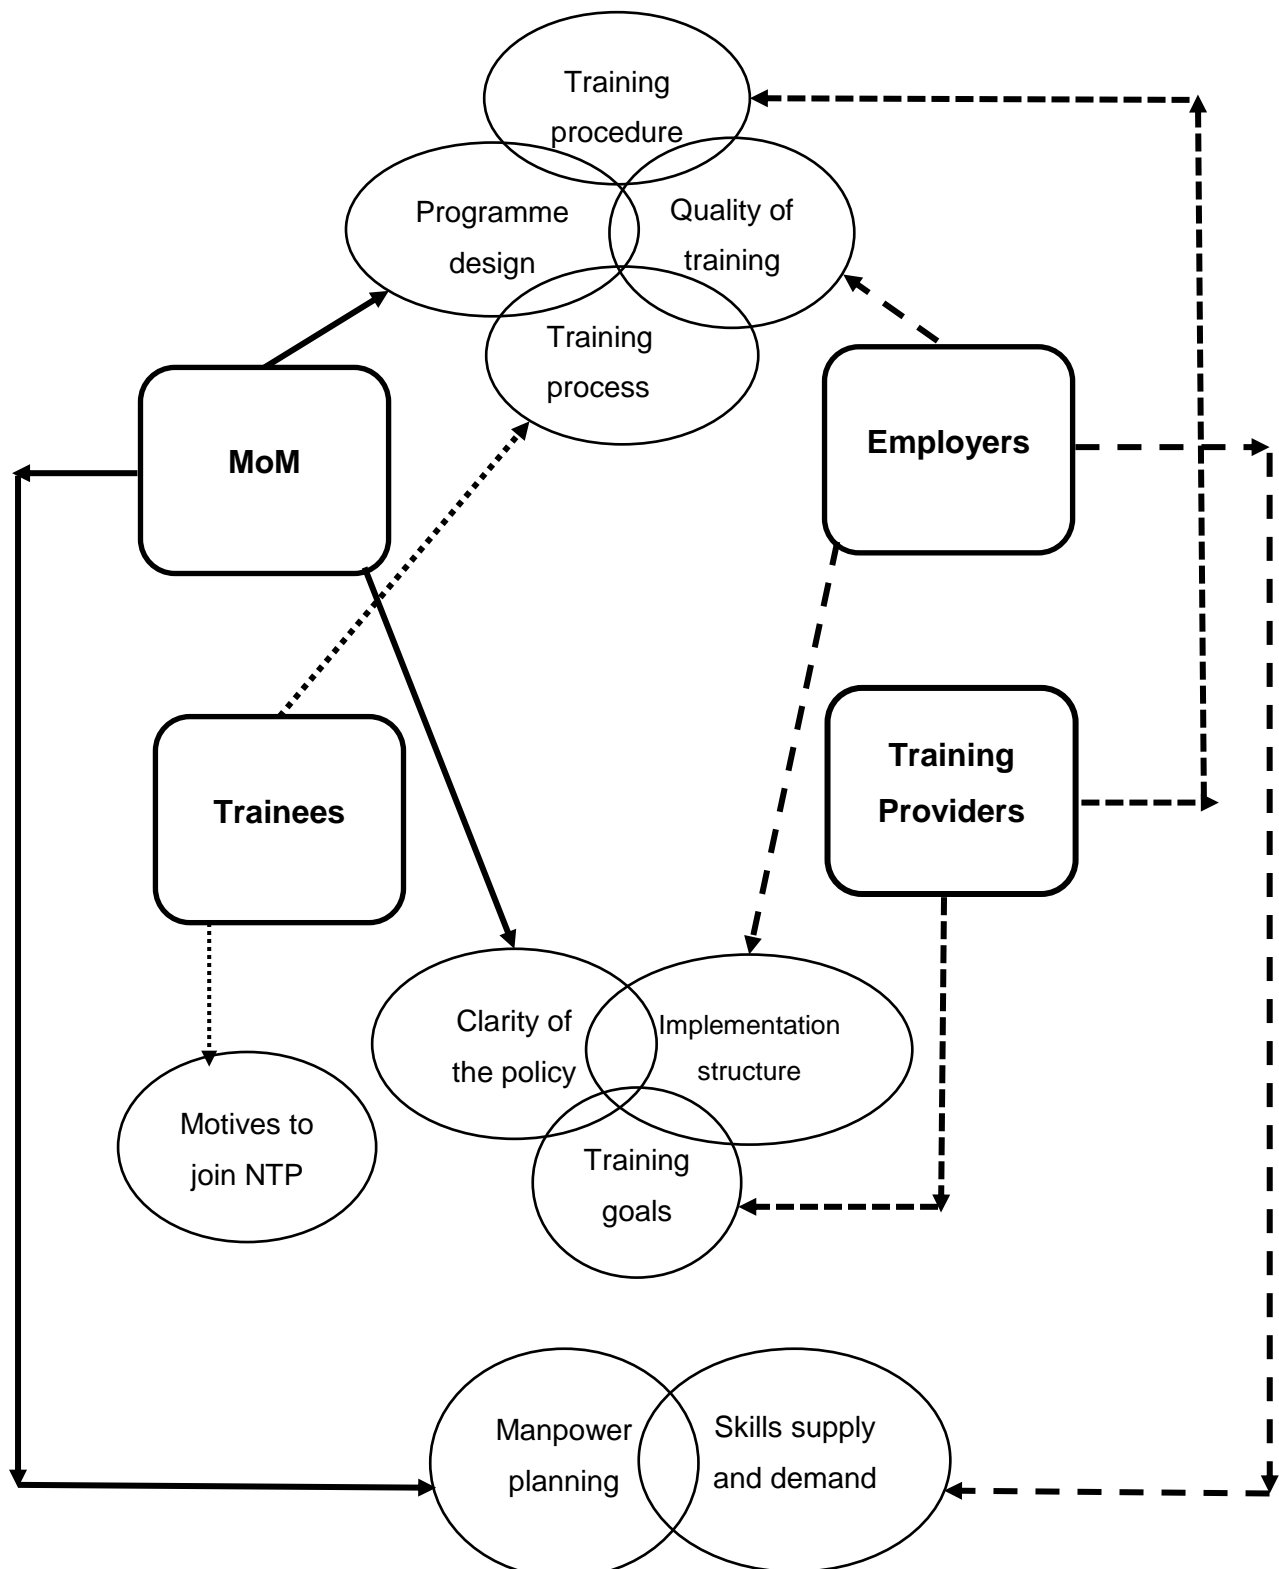 Training
procedure
Programme
design
Quality of
training
Training
process
MoM
Employers
Trainees
Training
Providers
Clarity of
the policy
Implementation
structure
Motives to
join NTP
Training
goals
Manpower
planning
Skills supply
and demand